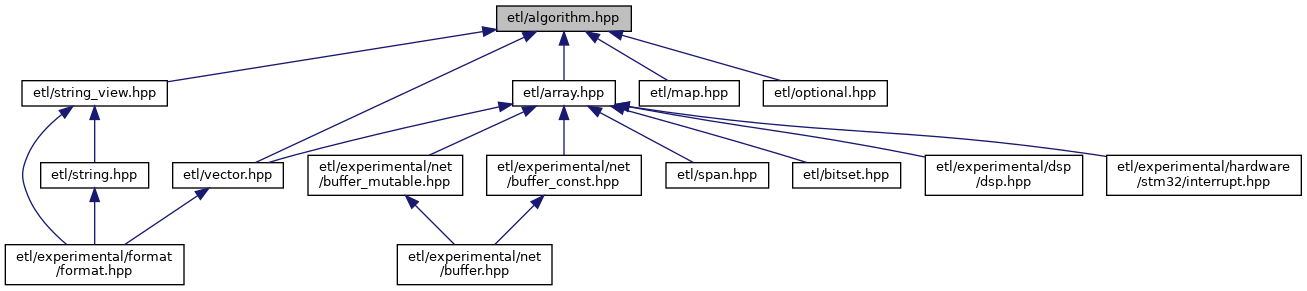 etl/algorithm.hpp
etl/string_view.hpp
etl/array.hpp
etl/map.hpp
etl/optional.hpp
etl/string.hpp
etl/vector.hpp
etl/experimental/net
/buffer_mutable.hpp
etl/experimental/net
/buffer_const.hpp
etl/span.hpp
etl/bitset.hpp
etl/experimental/dsp
/dsp.hpp
etl/experimental/hardware
/stm32/interrupt.hpp
etl/experimental/format
/format.hpp
etl/experimental/net
/buffer.hpp